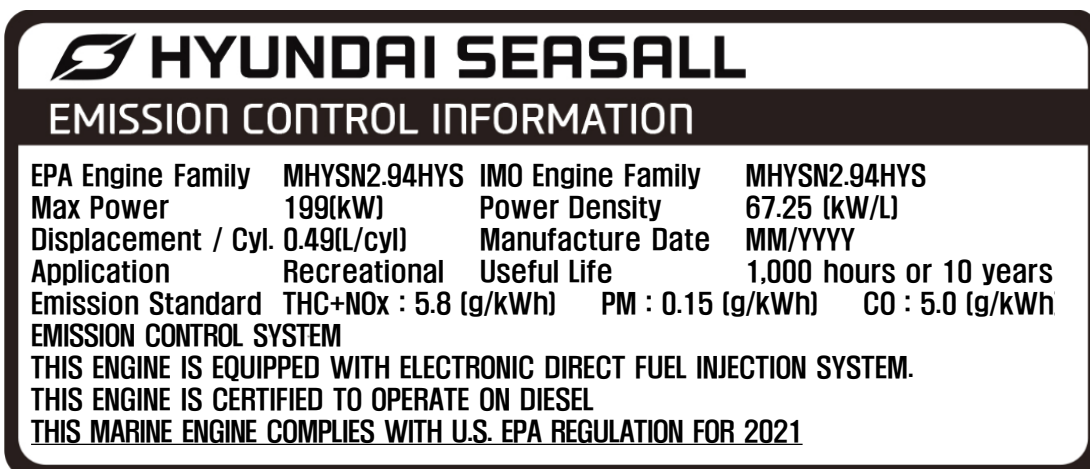 HYUNDAI SEASALL
EMISSION CONTROL INFORMATION
EPA Engine Family MHYSN2.94HYS IMO Engine Family MHYSN2.94HYS
Max Power 199(kW) Power Density 67.25 (kW/L)
Displacement / Cyl. 0.49(L/cyl) Manufacture Date MM/YYYY
Application Recreational Useful Life 1,000 hours or 10 years
Emission Standard THC+NOx : 5.8 (g/kWh) PM : 0.15 (g/kWh) CO : 5.0 (g/kWh
EMISSION CONTROL SYSTEM
THIS ENGINE IS EQUIPPED WITH ELECTRONIC DIRECT FUEL INJECTION SYSTEM.
THIS ENGINE IS CERTIFIED TO OPERATE ON DIESEL
THIS MARINE ENGINE COMPLIES WITH U.S. EPA REGULATION FOR 2021